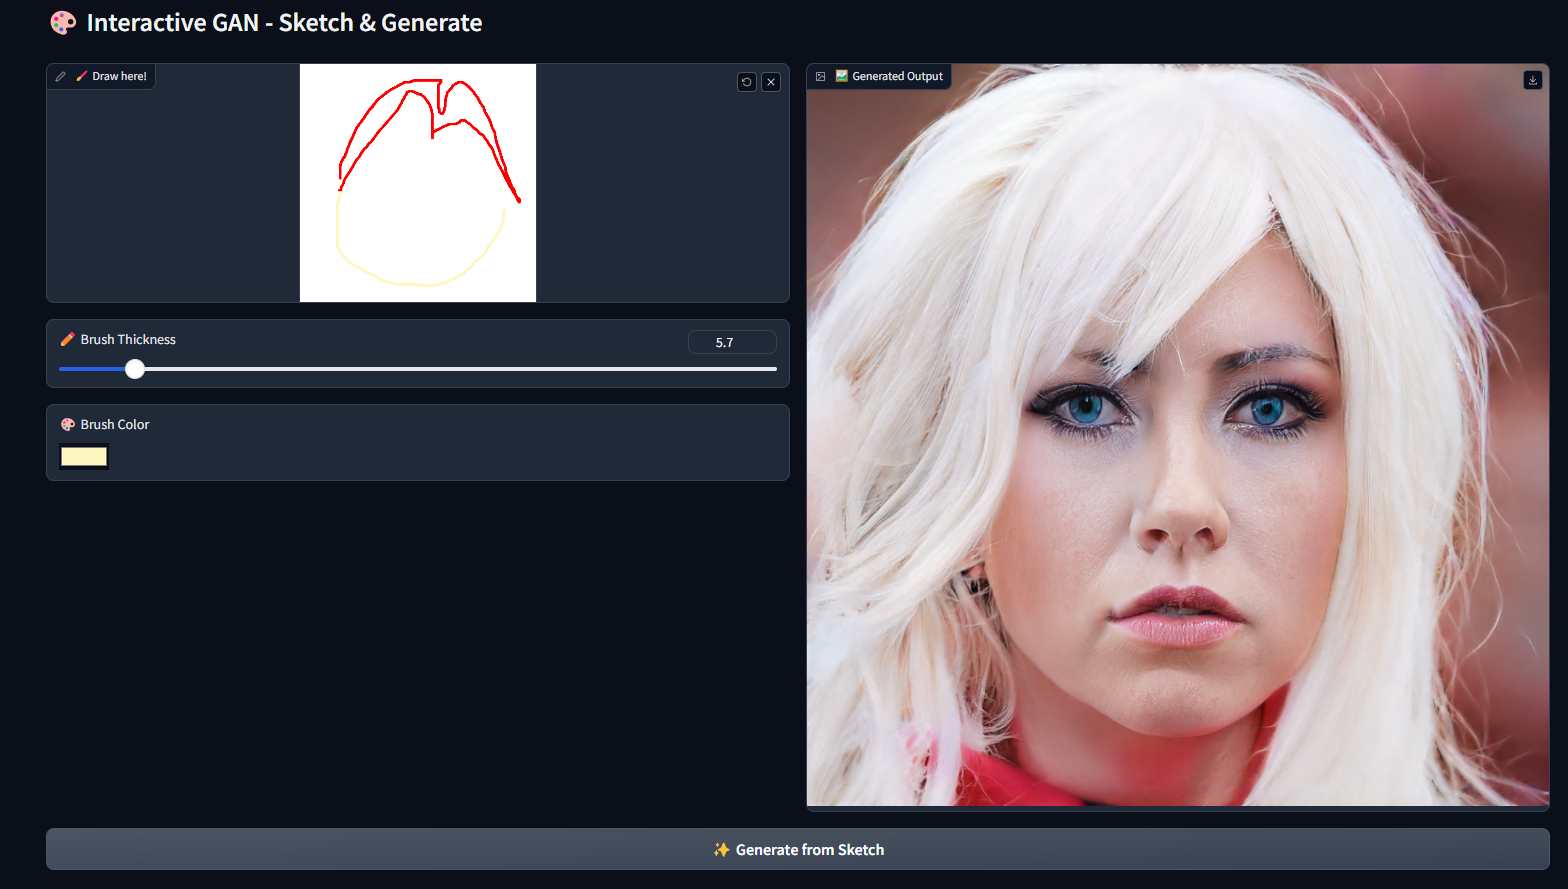 Interactive GAN - Sketch & Generate
Draw here!
Generated Output
Brush Thickness
5.7
Brush Color
Generate from Sketch